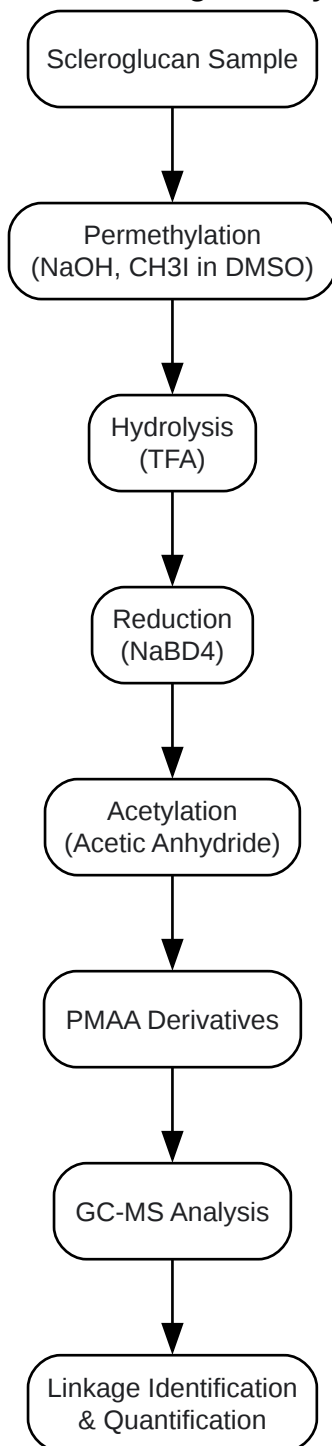 Scleroglucan Sample
Permethylation
(NaOH, CH3I in DMSO)
Hydrolysis
(TFA)
Reduction
(NaBD4)
Acetylation
(Acetic Anhydride)
PMAA Derivatives
GC-MS Analysis
Linkage Identification
& Quantification